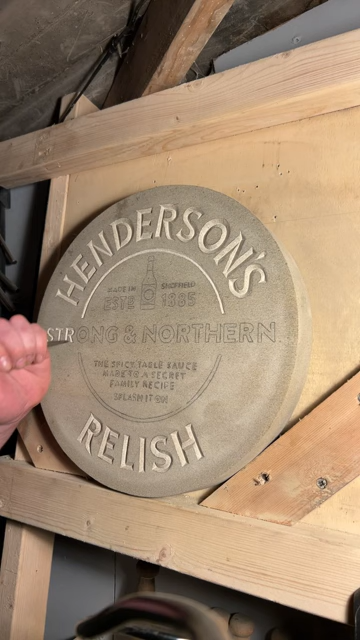 HENDERSON'S
MADE IN SHEFFIELD
ESTD 1885
STRONG & NORTHERN
THE SPICY TABLE SAUCE
MADE TO A SECRET
FAMILY RECIPE
SPLASH IT ON
RELISH